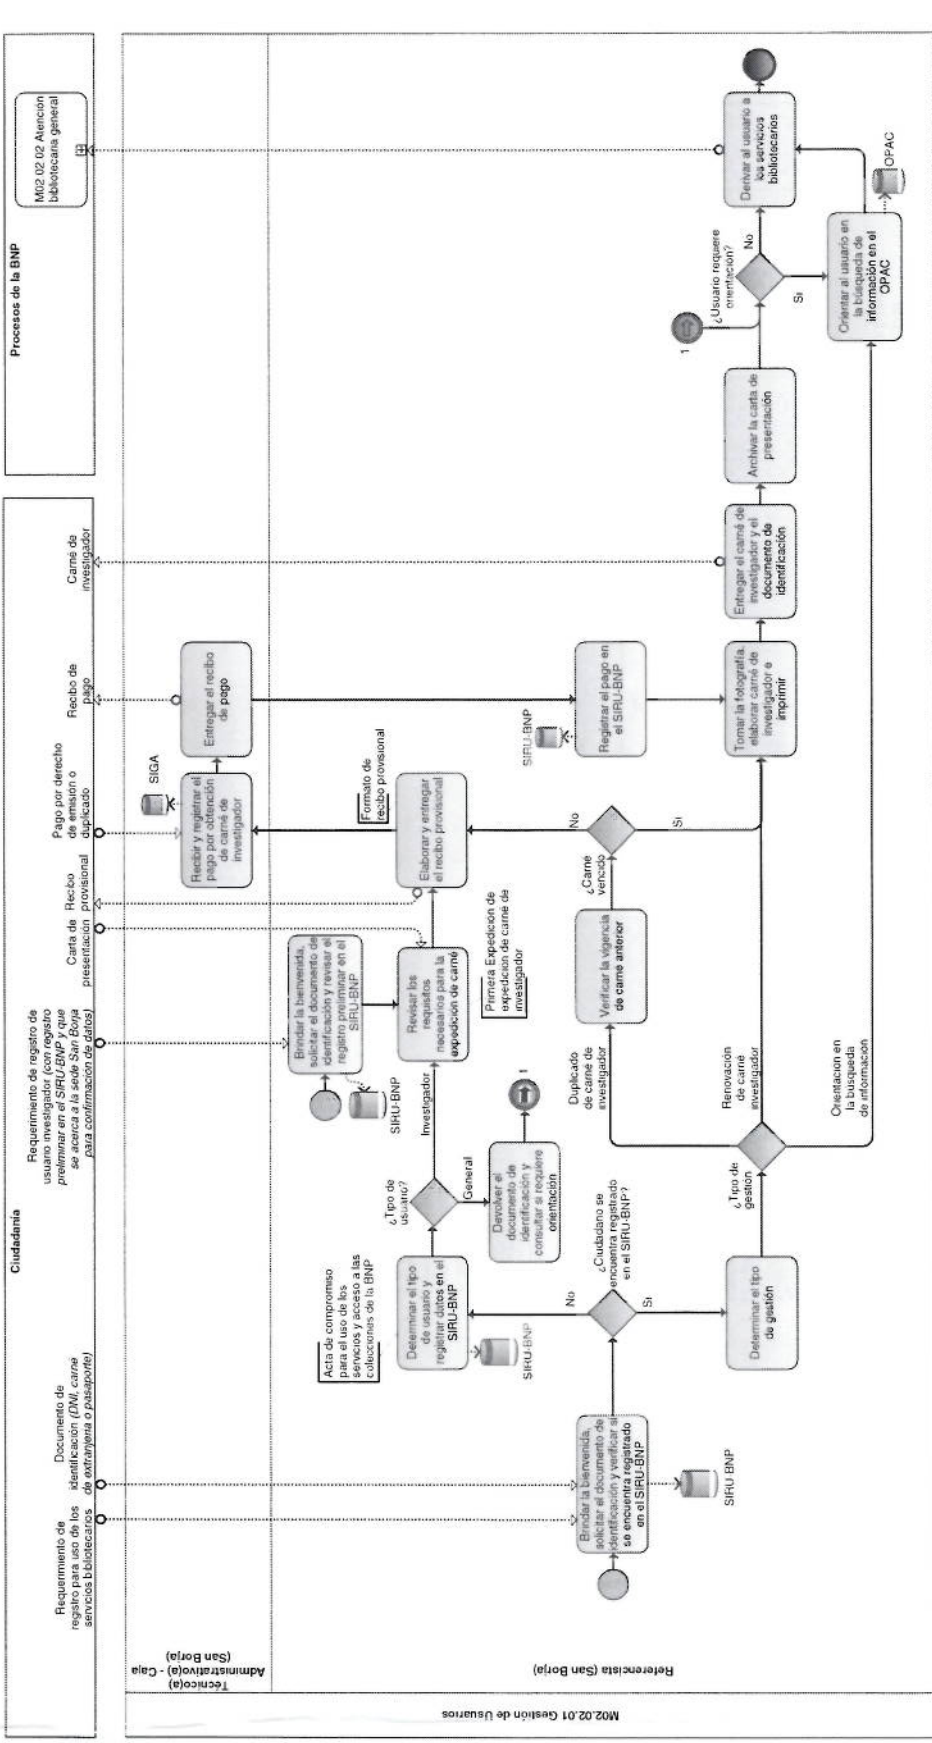 Ciudadanía
Procesos de la BNP
Requerimiento de
registro para uso de los
servicios bibliotecarios
Documento de
identificación (DNI, carné
de extranjería o pasaporte)
Requerimiento de registro de
usuario investigador (con registro
preliminar en el SIRU-BNP y que
se acerca a la sede San Borja
para confirmación de datos)
Carta de
presentación
Recibo
provisional
Pago por derecho
de emisión o
duplicado
Recibo de
pago
Carné de
investigador
M02 02 02 Atención
bibliotecaria general
M02.02.01 Gestión de Usuarios
Técnico(a)
Administrativo(a) - Caja
(San Borja)
Referencista (San Borja)
SIGA
Recibir y registrar el
pago por obtención
de carné de
investigador
Entregar el recibo
de pago
Brindar la bienvenida,
solicitar el documento de
identificación y revisar el
registro preliminar en el
SIRU-BNP
SIRU-BNP
Acta de compromiso
para el uso de los
servicios y acceso a las
colecciones de la BNP
Determinar el tipo
de usuario y
registrar datos en el
SIRU-BNP
SIRU-BNP
¿Tipo de
usuario?
Investigador
General
Devolver el
documento de
identificación y
consultar si requiere
orientación
1
Revisar los
requisitos
necesarios para la
expedición de carné
Primera Expedición de
expedición de carné de
investigador
Elaborar y entregar
el recibo provisional
Formato de
recibo provisional
Brindar la bienvenida,
solicitar el documento de
identificación y verificar si
se encuentra registrado
en el SIRU-BNP
SIRU BNP
¿Ciudadano se
encuentra registrado
en el SIRU-BNP?
No
Si
Determinar el tipo
de gestión
¿Tipo de
gestión
Duplicado
de carné de
investigador
Renovación
de carné
investigador
Orientación en
la búsqueda
de información
Verificar la vigencia
de carné anterior
¿Carné
vencido
No
Si
SIRU-BNP
Registrar el pago en
el SIRU-BNP
Tomar la fotografía,
elaborar carné de
investigador e
imprimir
Entregar el carné de
investigador y el
documento de
identificación
Archivar la carta de
presentación
1
¿Usuario requiere
orientación?
No
Si
Derivar al usuario a
los servicios
bibliotecarios
Orientar al usuario en
la búsqueda de
información en el
OPAC
OPAC